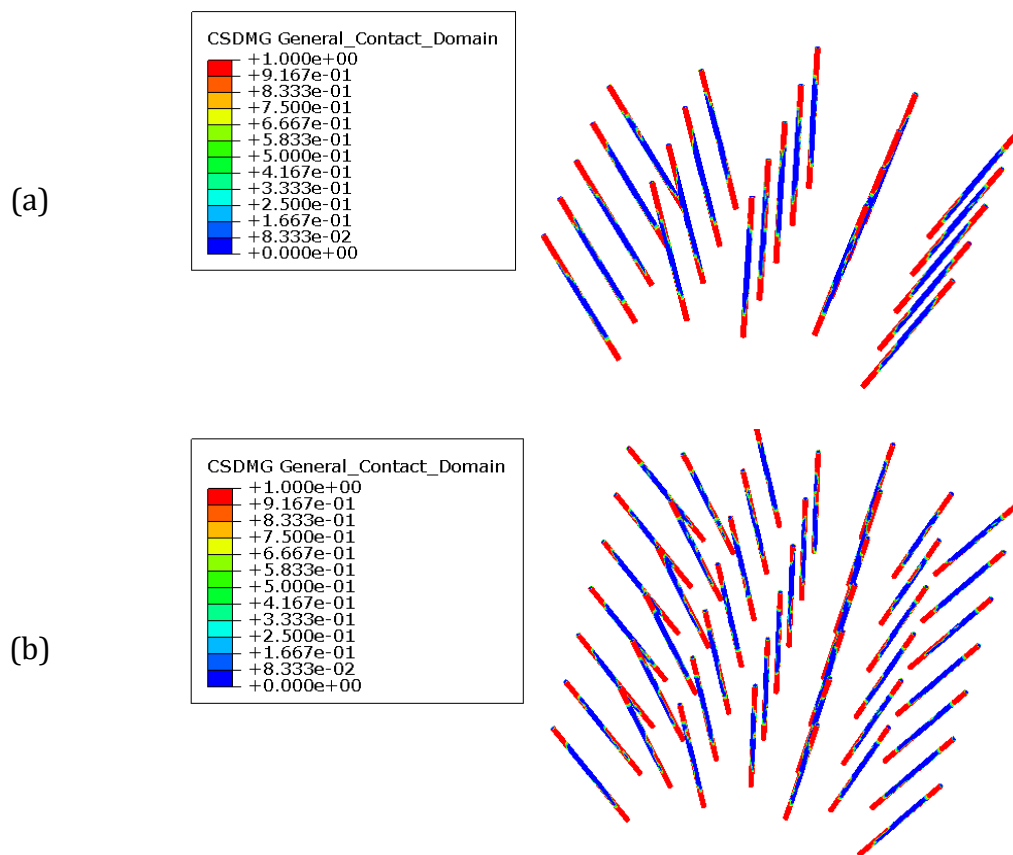 CSDMG General_Contact_Domain
+1.000e+00
+9.167e-01
+8.333e-01
+7.500e-01
+6.667e-01
+5.833e-01
+5.000e-01
+4.167e-01
+3.333e-01
+2.500e-01
+1.667e-01
+8.333e-02
+0.000e+00
(a)
CSDMG General_Contact_Domain
+1.000e+00
+9.167e-01
+8.333e-01
+7.500e-01
+6.667e-01
+5.833e-01
+5.000e-01
+4.167e-01
+3.333e-01
+2.500e-01
+1.667e-01
+8.333e-02
+0.000e+00
(b)